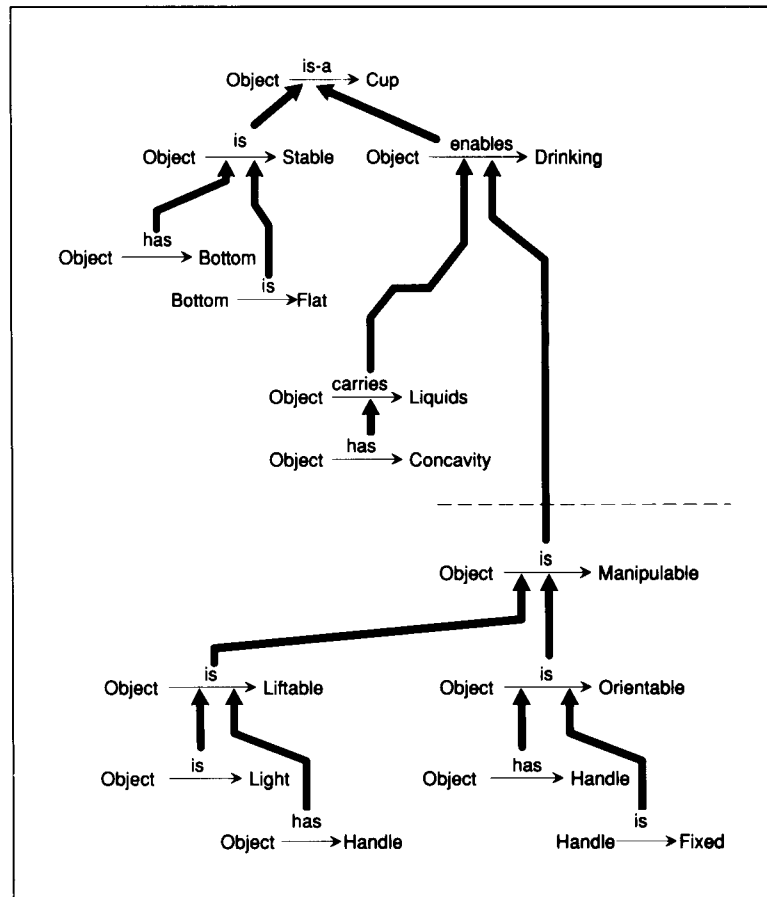 is-a
Object Cup
is enables
Object Stable Object Drinking
has
Object Bottom
is
Bottom Flat
carries
Object Liquids
has
Object Concavity
is
Object Manipulable
is is
Object Liftable Object Orientable
is has
Object Light Object Handle
has is
Object Handle Handle Fixed